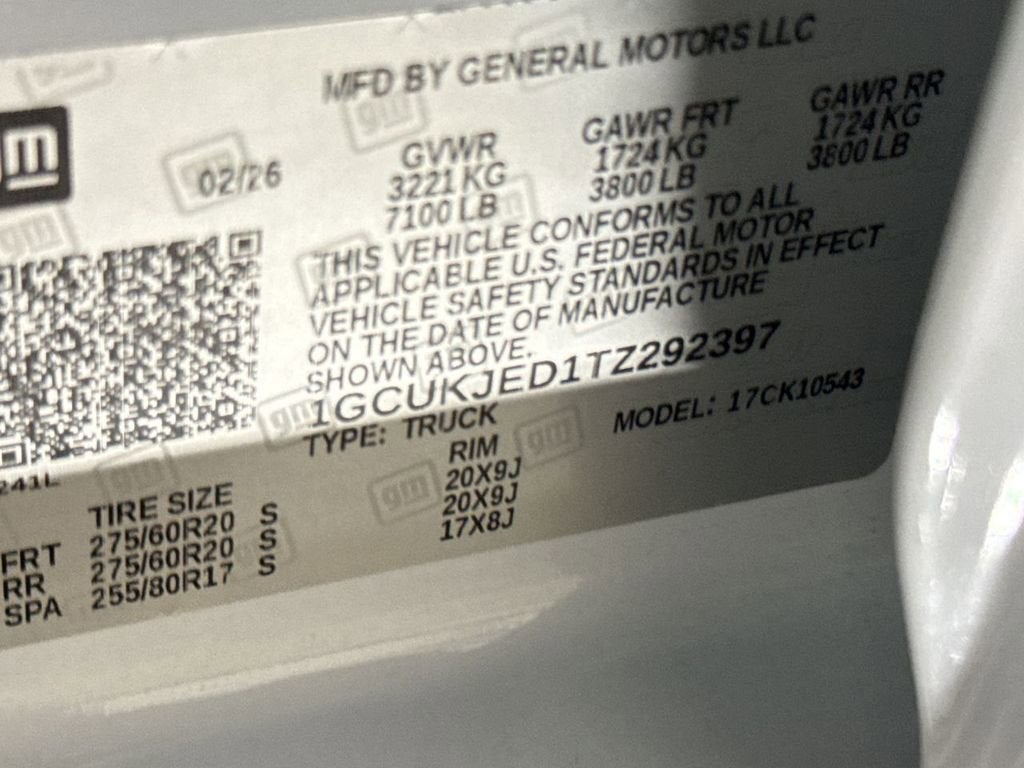 MFD BY GENERAL MOTORS LLC
gm
02/26
GVWR GAWR FRT GAWR RR
3221 KG 1724 KG 1724 KG
7100 LB 3800 LB 3800 LB
THIS VEHICLE CONFORMS TO ALL
APPLICABLE U.S. FEDERAL MOTOR
VEHICLE SAFETY STANDARDS IN EFFECT
ON THE DATE OF MANUFACTURE
SHOWN ABOVE.
1GCUKJED1TZ292397
TYPE: TRUCK MODEL: 17CK10543
241L
TIRE SIZE RIM
FRT 275/60R20 S 20X9J
RR 275/60R20 S 20X9J
SPA 255/80R17 S 17X8J